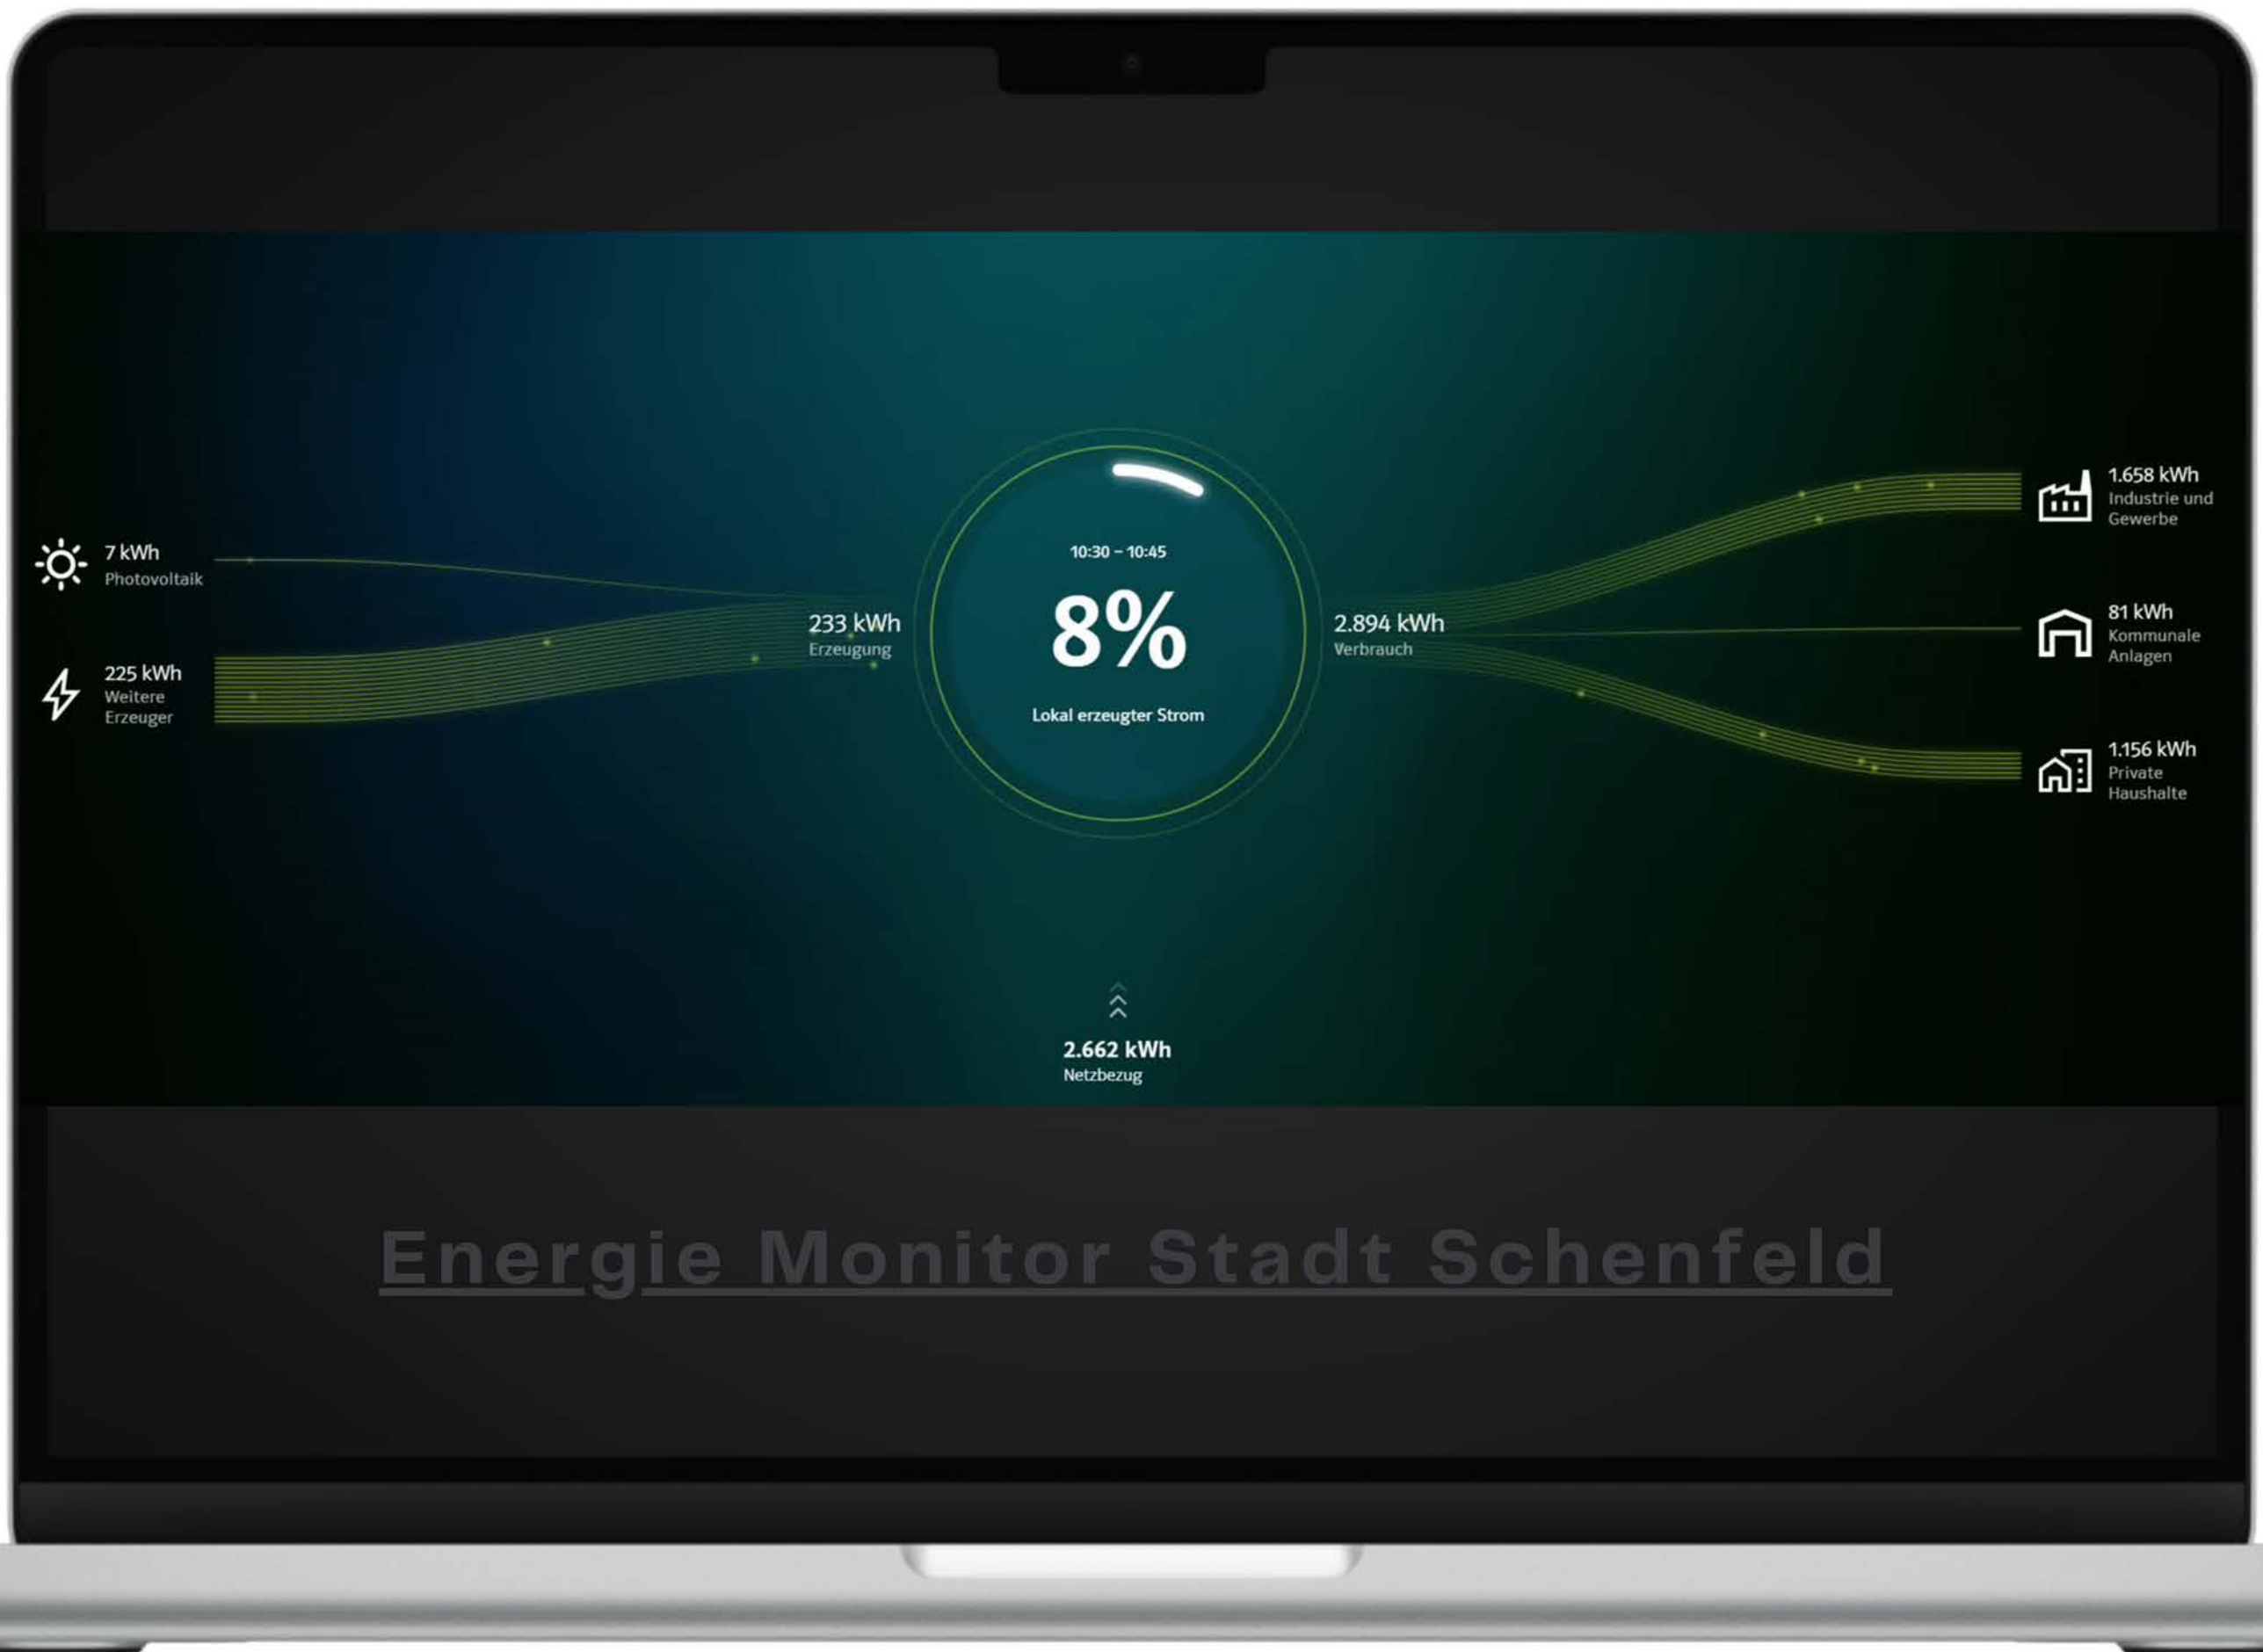 7 kWh
Photovoltaik
225 kWh
Weitere
Erzeuger
233 kWh
Erzeugung
10:30 – 10:45
8%
Lokal erzeugter Strom
2.894 kWh
Verbrauch
1.658 kWh
Industrie und
Gewerbe
81 kWh
Kommunale
Anlagen
1.156 kWh
Private
Haushalte
2.662 kWh
Netzbezug
Energie Monitor Stadt Schenfeld